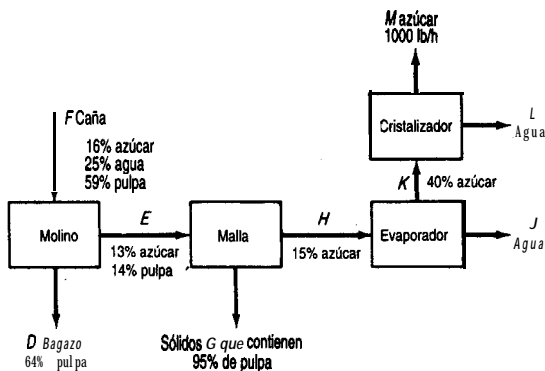 M azúcar
1000 lb/h
F Caña
16% azúcar
25% agua
59% pulpa
Cristalizador
L
Agua
K
40% azúcar
Molino
E
13% azúcar
14% pulpa
Malla
H
15% azúcar
Evaporador
J
Agua
D Bagazo
64% pulpa
Sólidos G que contienen
95% de pulpa